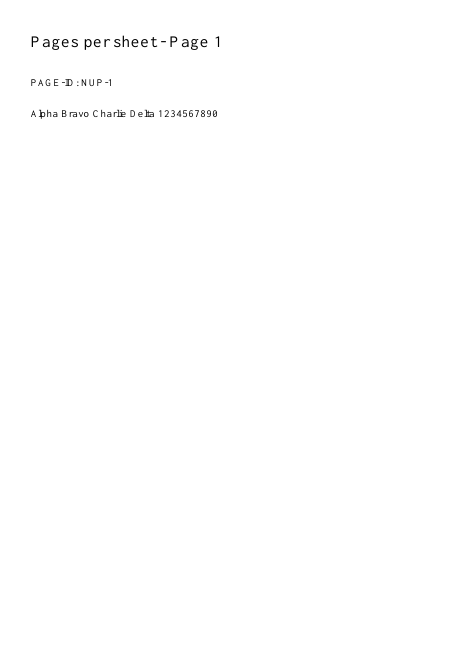 Pages per sheet - Page 1
PAGE-ID: NUP-1
Alpha Bravo Charlie Delta 1234567890